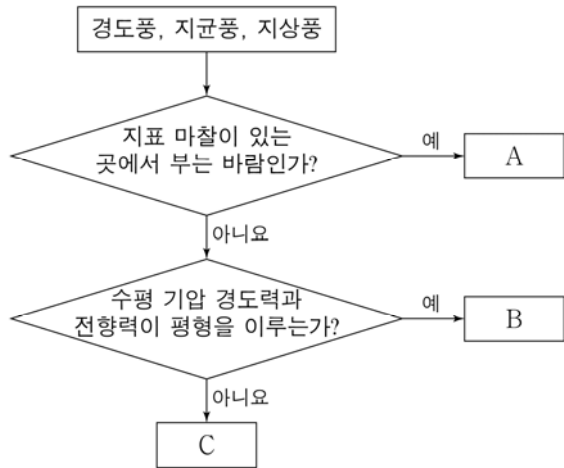 경도풍, 지균풍, 지상풍
지표 마찰이 있는
곳에서 부는 바람인가?
예
A
아니요
수평 기압 경도력과
전향력이 평형을 이루는가?
예
B
아니요
C